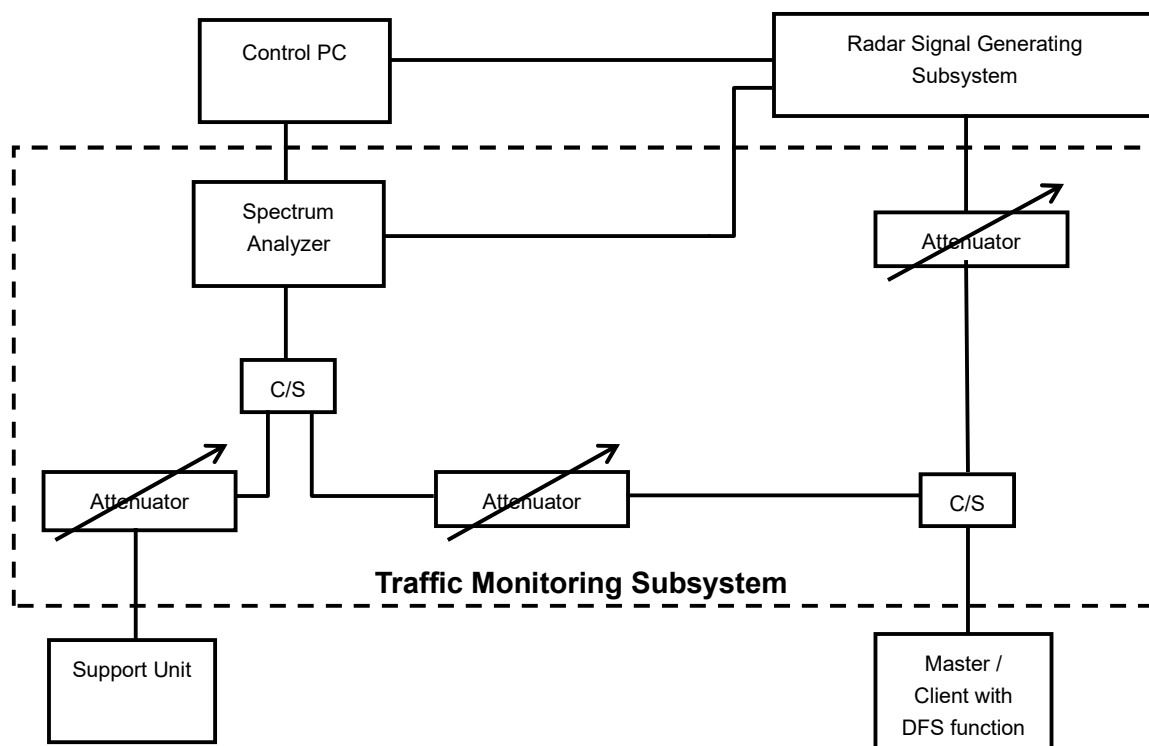 Control PC
Radar Signal Generating
Subsystem
Spectrum
Analyzer
Attenuator
C/S
Attenuator
Attenuator
C/S
Traffic Monitoring Subsystem
Support Unit
Master /
Client with
DFS function